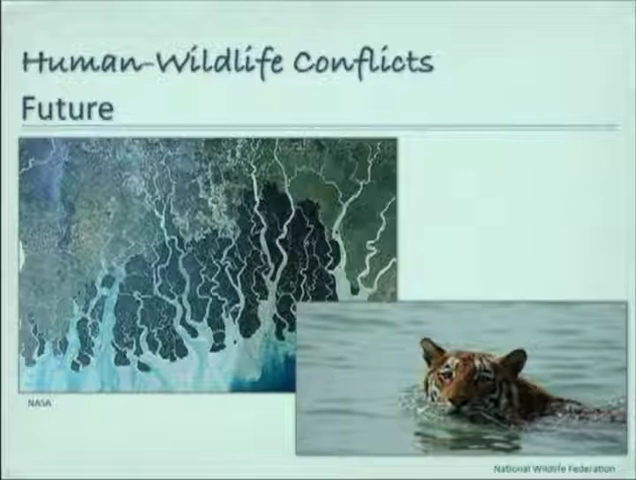 Human-Wildlife Conflicts
Future
NASA
National Wildlife Federation